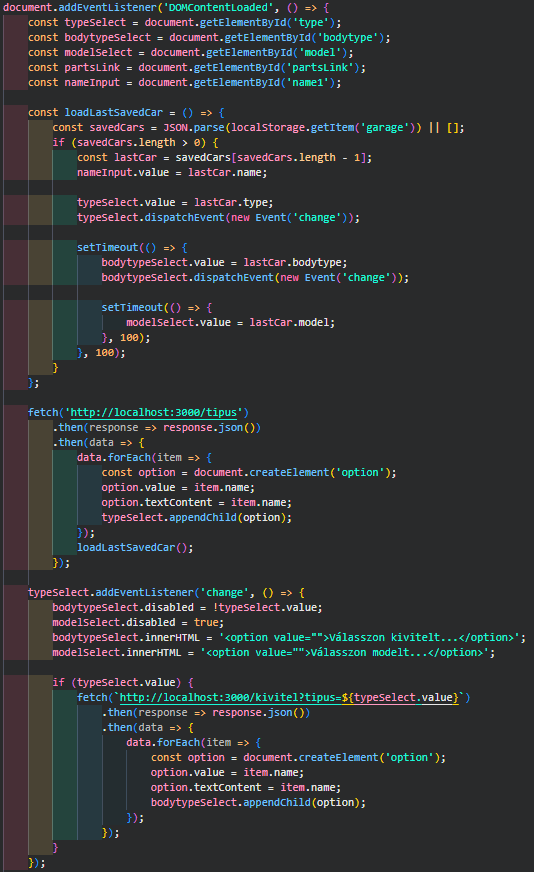 document.addEventListener('DOMContentLoaded', () => {
    const typeSelect = document.getElementById('type');
    const bodytypeSelect = document.getElementById('bodytype');
    const modelSelect = document.getElementById('model');
    const partsLink = document.getElementById('partsLink');
    const nameInput = document.getElementById('name1');

    const loadLastSavedCar = () => {
        const savedCars = JSON.parse(localStorage.getItem('garage')) || [];
        if (savedCars.length > 0) {
            const lastCar = savedCars[savedCars.length - 1];
            nameInput.value = lastCar.name;

            typeSelect.value = lastCar.type;
            typeSelect.dispatchEvent(new Event('change'));

            setTimeout(() => {
                bodytypeSelect.value = lastCar.bodytype;
                bodytypeSelect.dispatchEvent(new Event('change'));

                setTimeout(() => {
                    modelSelect.value = lastCar.model;
                }, 100);
            }, 100);
        }
    };

    fetch('http://localhost:3000/tipus')
        .then(response => response.json())
        .then(data => {
            data.forEach(item => {
                const option = document.createElement('option');
                option.value = item.name;
                option.textContent = item.name;
                typeSelect.appendChild(option);
            });
            loadLastSavedCar();
        });

    typeSelect.addEventListener('change', () => {
        bodytypeSelect.disabled = !typeSelect.value;
        modelSelect.disabled = true;
        bodytypeSelect.innerHTML = '<option value="">Válasszon kivitelt...</option>';
        modelSelect.innerHTML = '<option value="">Válasszon modelt...</option>';

        if (typeSelect.value) {
            fetch(`http://localhost:3000/kivitel?tipus=${typeSelect.value}`)
                .then(response => response.json())
                .then(data => {
                    data.forEach(item => {
                        const option = document.createElement('option');
                        option.value = item.name;
                        option.textContent = item.name;
                        bodytypeSelect.appendChild(option);
                    });
                });
        }
    });